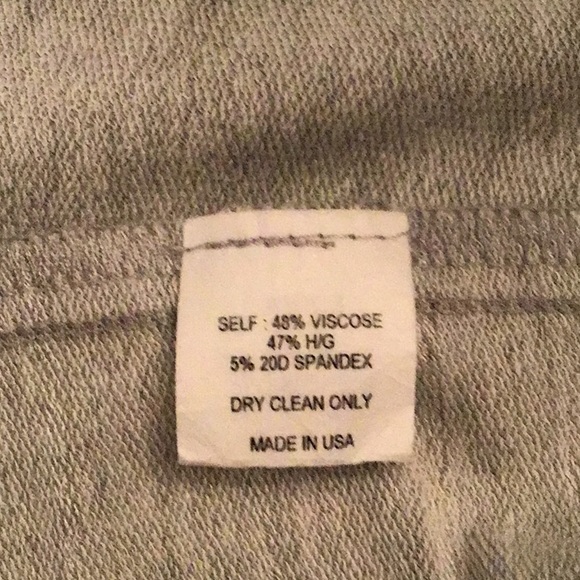 SELF : 48% VISCOSE
47% H/G
5% 20D SPANDEX
DRY CLEAN ONLY
MADE IN USA